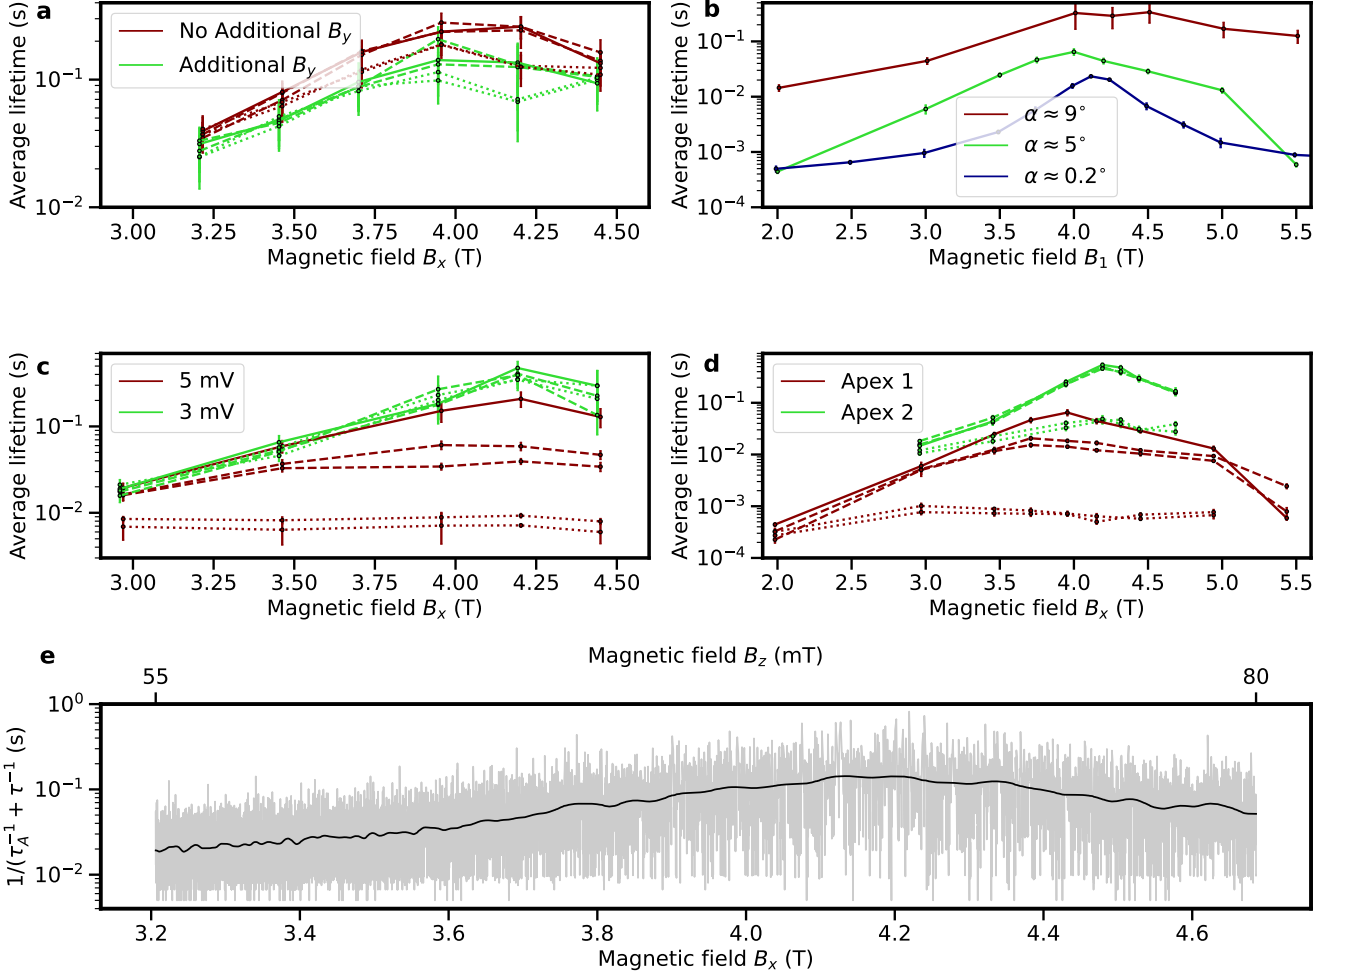 a
Average lifetime (s)
10⁻¹
10⁻²
No Additional B_y
Additional B_y
3.00 3.25 3.50 3.75 4.00 4.25 4.50
Magnetic field B_x (T)
b
Average lifetime (s)
10⁻¹
10⁻²
10⁻³
10⁻⁴
α ≈ 9°
α ≈ 5°
α ≈ 0.2°
2.0 2.5 3.0 3.5 4.0 4.5 5.0 5.5
Magnetic field B₁ (T)
c
Average lifetime (s)
10⁻¹
10⁻²
5 mV
3 mV
3.00 3.25 3.50 3.75 4.00 4.25 4.50
Magnetic field B_x (T)
d
Average lifetime (s)
10⁻¹
10⁻²
10⁻³
10⁻⁴
Apex 1
Apex 2
2.0 2.5 3.0 3.5 4.0 4.5 5.0 5.5
Magnetic field B_x (T)
e
Magnetic field B_z (mT)
55 80
1/(τ_A⁻¹ + τ⁻¹ (s)
10⁰
10⁻¹
10⁻²
3.2 3.4 3.6 3.8 4.0 4.2 4.4 4.6
Magnetic field B_x (T)